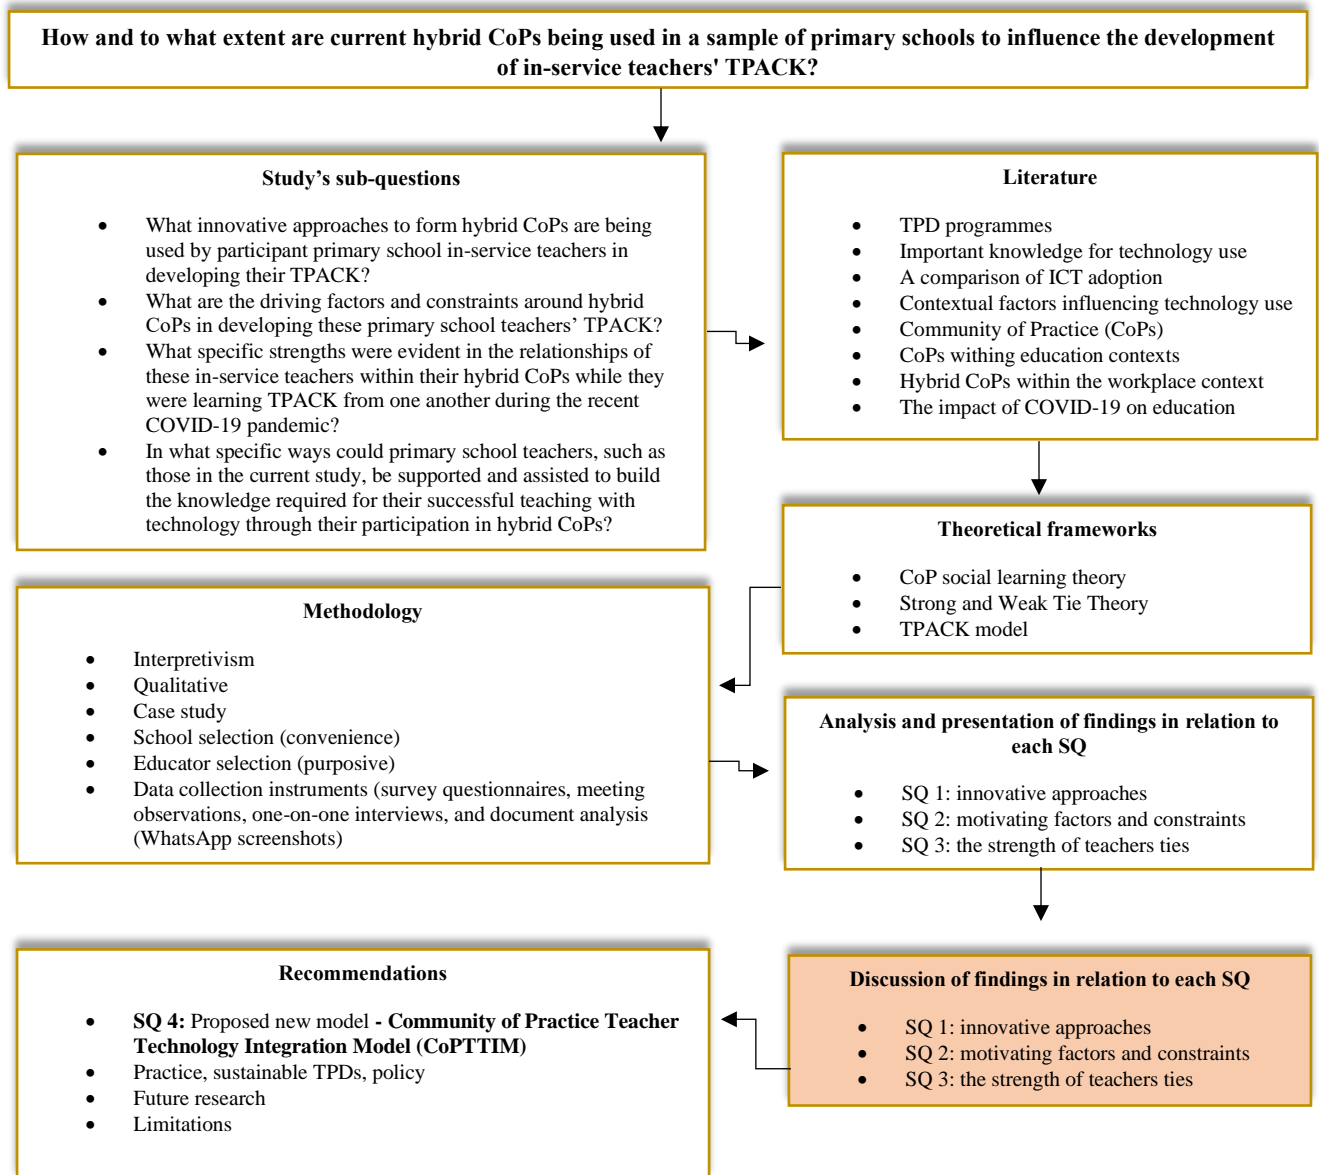 How and to what extent are current hybrid CoPs being used in a sample of primary schools to influence the development
of in-service teachers' TPACK?
Study's sub-questions
• What innovative approaches to form hybrid CoPs are being
used by participant primary school in-service teachers in
developing their TPACK?
• What are the driving factors and constraints around hybrid
CoPs in developing these primary school teachers' TPACK?
• What specific strengths were evident in the relationships of
these in-service teachers within their hybrid CoPs while they
were learning TPACK from one another during the recent
COVID-19 pandemic?
• In what specific ways could primary school teachers, such as
those in the current study, be supported and assisted to build
the knowledge required for their successful teaching with
technology through their participation in hybrid CoPs?
Literature
• TPD programmes
• Important knowledge for technology use
• A comparison of ICT adoption
• Contextual factors influencing technology use
• Community of Practice (CoPs)
• CoPs withing education contexts
• Hybrid CoPs within the workplace context
• The impact of COVID-19 on education
Theoretical frameworks
• CoP social learning theory
• Strong and Weak Tie Theory
• TPACK model
Methodology
• Interpretivism
• Qualitative
• Case study
• School selection (convenience)
• Educator selection (purposive)
• Data collection instruments (survey questionnaires, meeting
observations, one-on-one interviews, and document analysis
(WhatsApp screenshots)
Analysis and presentation of findings in relation to
each SQ
• SQ 1: innovative approaches
• SQ 2: motivating factors and constraints
• SQ 3: the strength of teachers ties
Discussion of findings in relation to each SQ
• SQ 1: innovative approaches
• SQ 2: motivating factors and constraints
• SQ 3: the strength of teachers ties
Recommendations
• SQ 4: Proposed new model - Community of Practice Teacher
Technology Integration Model (CoPTTIM)
• Practice, sustainable TPDs, policy
• Future research
• Limitations